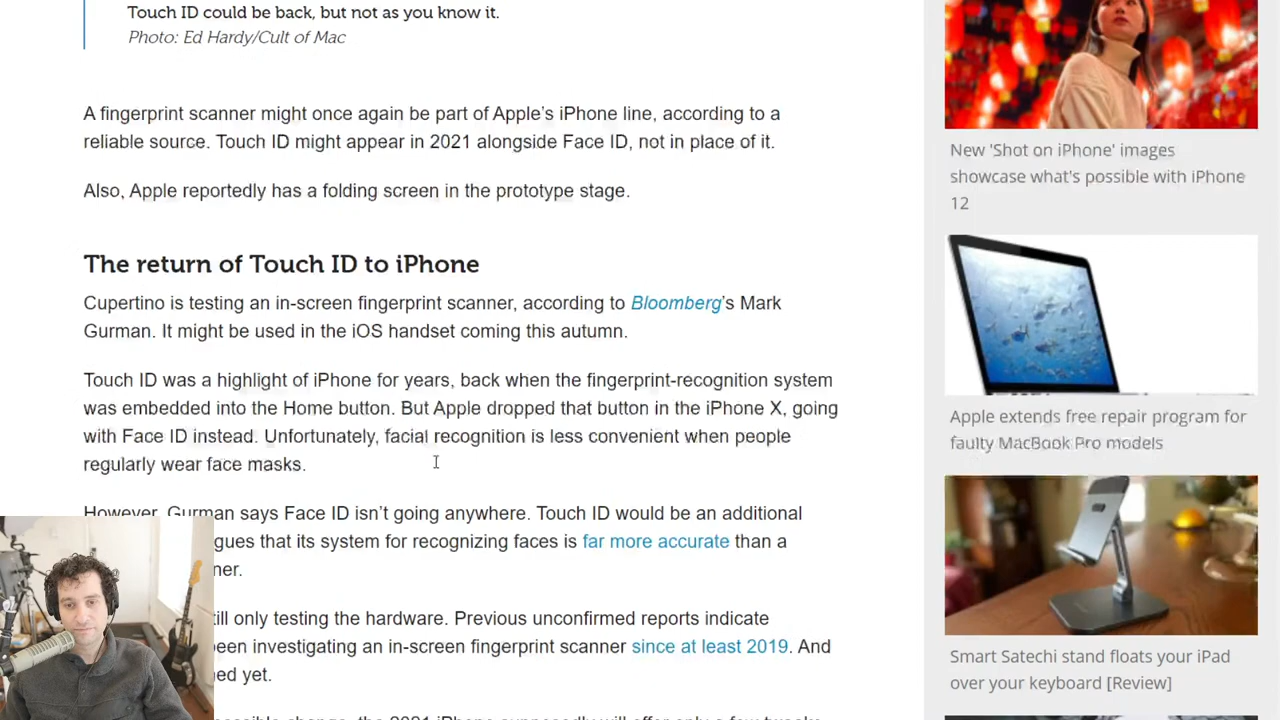 Touch ID could be back, but not as you know it.
Photo: Ed Hardy/Cult of Mac
A fingerprint scanner might once again be part of Apple's iPhone line, according to a
reliable source. Touch ID might appear in 2021 alongside Face ID, not in place of it.
Also, Apple reportedly has a folding screen in the prototype stage.
The return of Touch ID to iPhone
Cupertino is testing an in-screen fingerprint scanner, according to Bloomberg's Mark
Gurman. It might be used in the iOS handset coming this autumn.
Touch ID was a highlight of iPhone for years, back when the fingerprint-recognition system
was embedded into the Home button. But Apple dropped that button in the iPhone X, going
with Face ID instead. Unfortunately, facial recognition is less convenient when people
regularly wear face masks.
However, Gurman says Face ID isn't going anywhere. Touch ID would be an additional
gues that its system for recognizing faces is far more accurate than a
ner.
till only testing the hardware. Previous unconfirmed reports indicate
een investigating an in-screen fingerprint scanner since at least 2019. And
ed yet.
change, the 2021 iPhone supposedly will offer only a few tweaks
New 'Shot on iPhone' images
showcase what's possible with iPhone
12
Apple extends free repair program for
faulty MacBook Pro models
Smart Satechi stand floats your iPad
over your keyboard [Review]